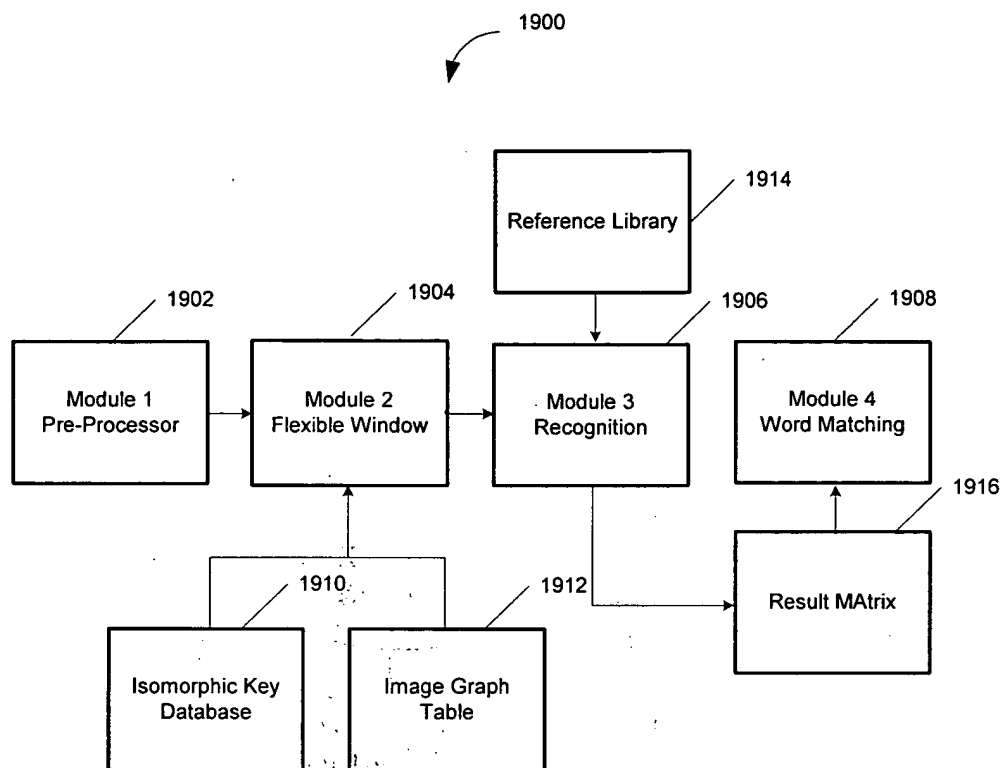 1900
1914
Reference Library
1902
1904
1906
1908
Module 1
Pre-Processor
Module 2
Flexible Window
Module 3
Recognition
Module 4
Word Matching
1916
1910
1912
Result MAtrix
Isomorphic Key
Database
Image Graph
Table